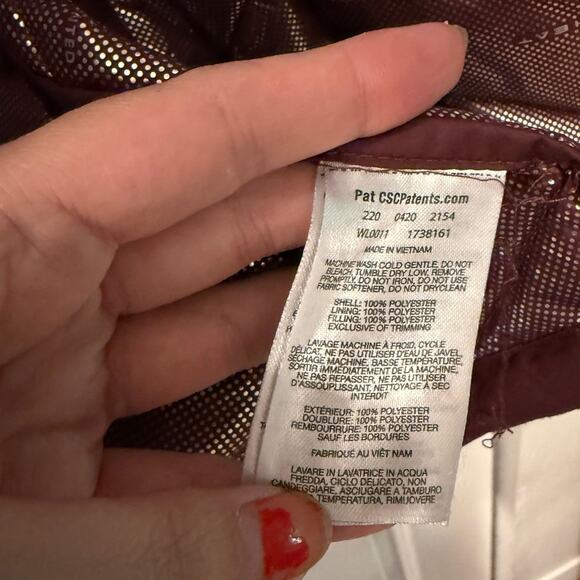 TED
Pat CSCPatents.com
220 0420 2154
WL0011 1738161
MADE IN VIETNAM
MACHINE WASH COLD GENTLE, DO NOT
BLEACH, TUMBLE DRY LOW, REMOVE
PROMPTLY, DO NOT IRON, DO NOT USE
FABRIC SOFTENER, DO NOT DRYCLEAN
SHELL: 100% POLYESTER
LINING: 100% POLYESTER
FILLING: 100% POLYESTER
EXCLUSIVE OF TRIMMING
LAVAGE MACHINE À FROID, CYCLE
DÉLICAT, NE PAS UTILISER D'EAU DE JAVEL,
SÉCHAGE MACHINE, BASSE TEMPÉRATURE,
SORTIR IMMÉDIATEMENT DE LA MACHINE,
NE PAS REPASSER, NE PAS UTILISER
D'ASSOUPLISSANT, NETTOYAGE À SEC
INTERDIT
EXTÉRIEUR: 100% POLYESTER
DOUBLURE: 100% POLYESTER
REMBOURRURE: 100% POLYESTER
SAUF LES BORDURES
FABRIQUÉ AU VIÊT NAM
LAVARE IN LAVATRICE IN ACQUA
FREDDA, CICLO DELICATO, NON
CANDEGGIARE, ASCIUGARE A TAMBURO
TEMPERATURA, RIMUOVERE